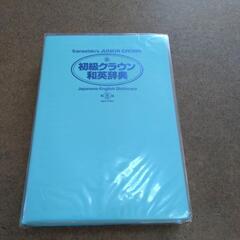 Sanseido's JUNIOR CROWN
初級クラウン
和英辞典
Japanese-English Dictionary